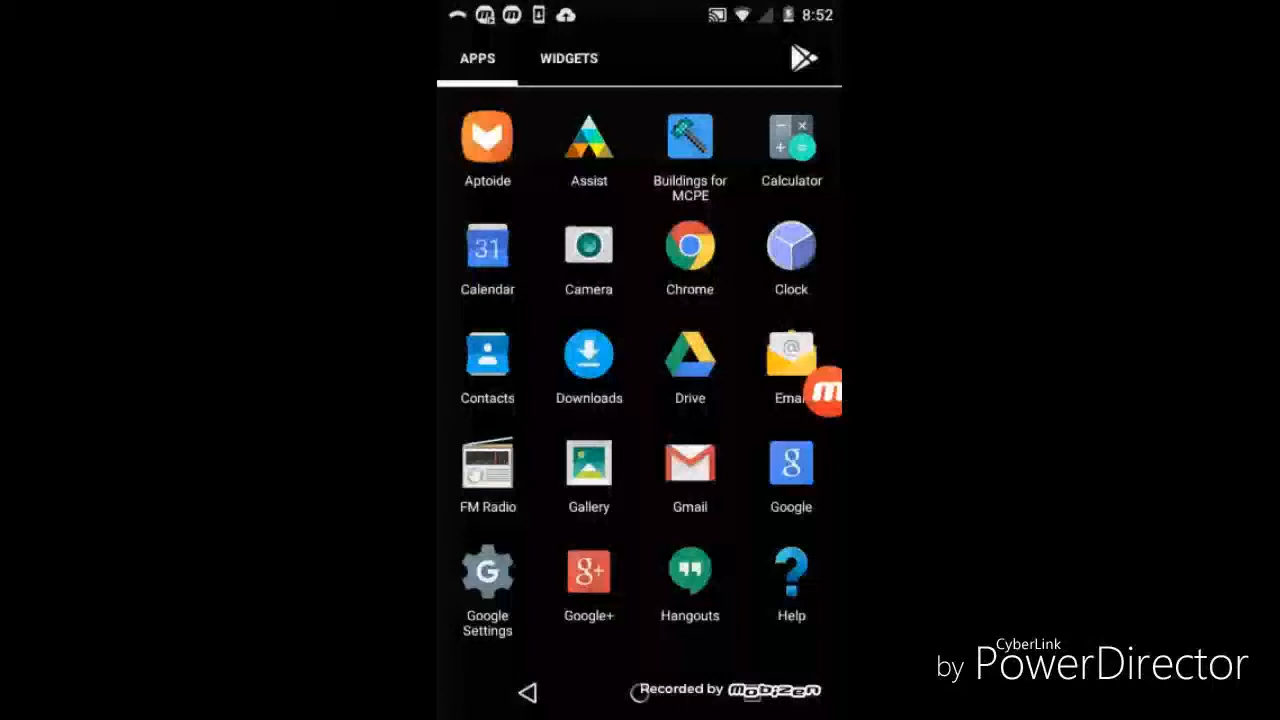 8:52
APPS WIDGETS
Aptoide Assist Buildings for MCPE Calculator
31
Calendar Camera Chrome Clock
@
Contacts Downloads Drive Emai
m
FM Radio Gallery Gmail Google
G g+
Google Settings Google+ Hangouts Help
Recorded by mobizen
CyberLink
by PowerDirector